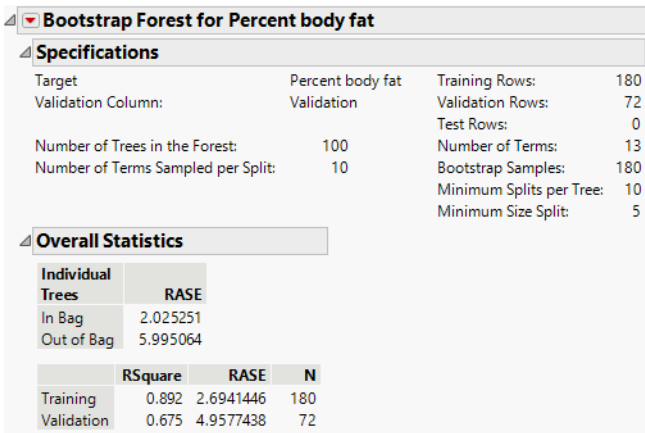 Bootstrap Forest for Percent body fat
Specifications
Target Percent body fat Training Rows: 180
Validation Column: Validation Validation Rows: 72
Test Rows: 0
Number of Trees in the Forest: 100 Number of Terms: 13
Number of Terms Sampled per Split: 10 Bootstrap Samples: 180
Minimum Splits per Tree: 10
Minimum Size Split: 5
Overall Statistics
Individual
Trees RASE
In Bag 2.025251
Out of Bag 5.995064
RSquare RASE N
Training 0.892 2.6941446 180
Validation 0.675 4.9577438 72